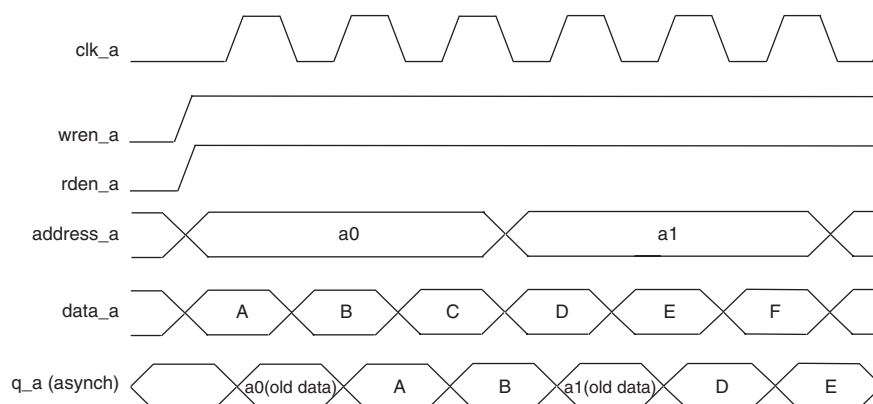 clk_a
wren_a
rden_a
address_a a0 a1
data_a A B C D E F
q_a (asynch) a0(old data) A B a1(old data) D E